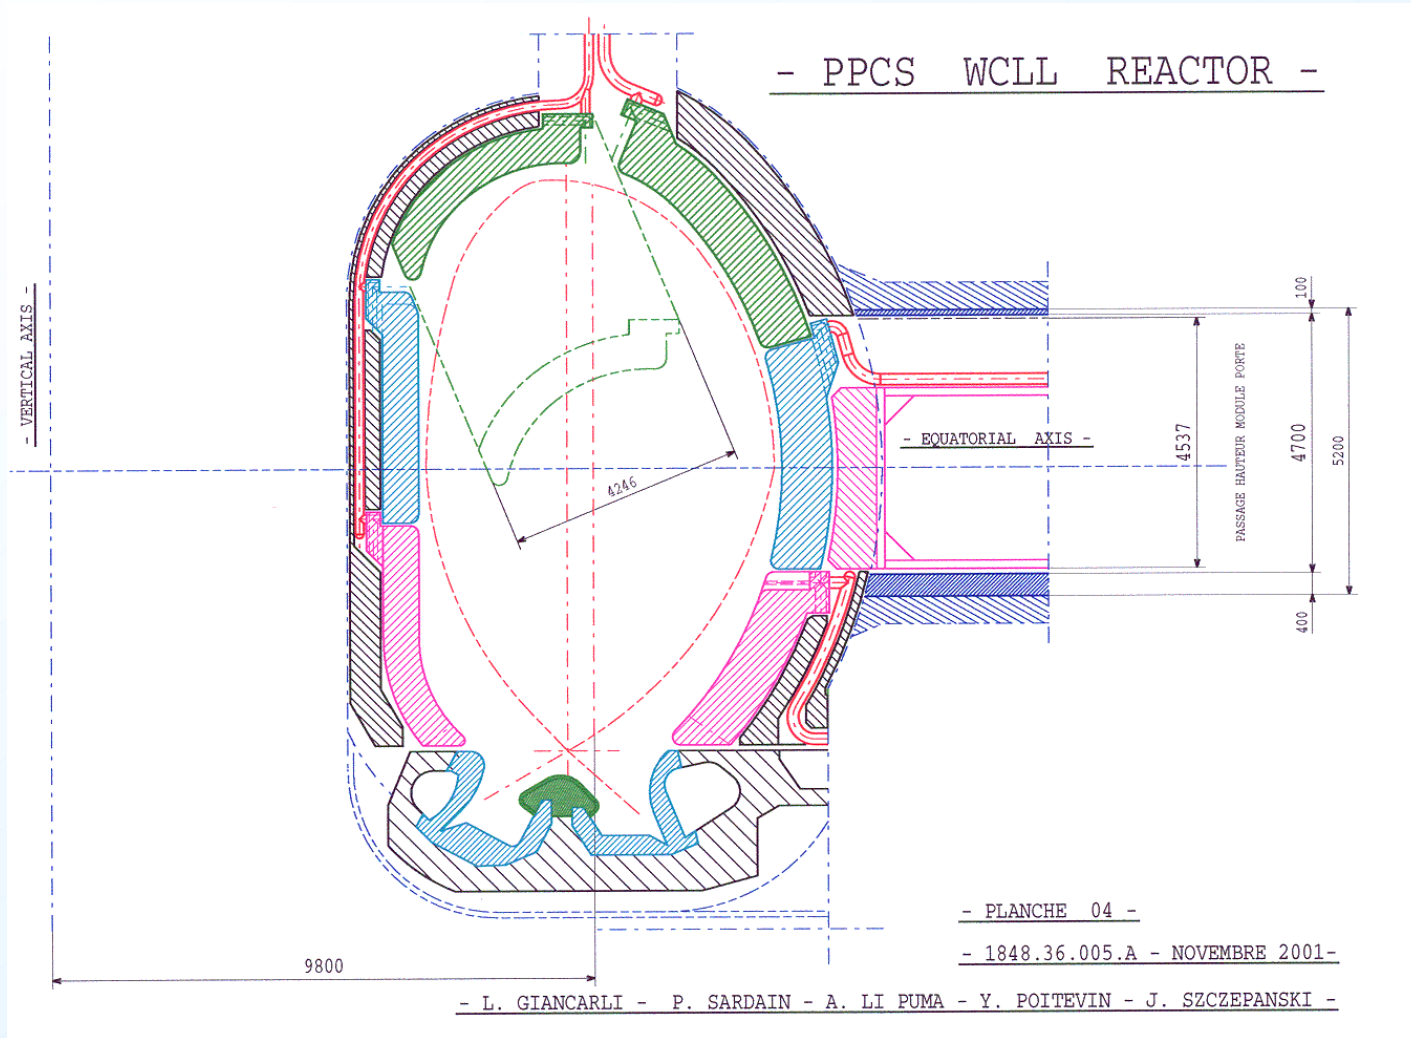 - PPCS WCLL REACTOR -
100
- VERTICAL AXIS -
PASSAGE HAUTEUR MODULE PORTE
- EQUATORIAL AXIS -
4537
4700
5200
4246
400
- PLANCHE 04 -
- 1848.36.005.A - NOVEMBRE 2001-
9800
- L. GIANCARLI - P. SARDAIN - A. LI PUMA - Y. POITEVIN - J. SZCZEPANSKI -